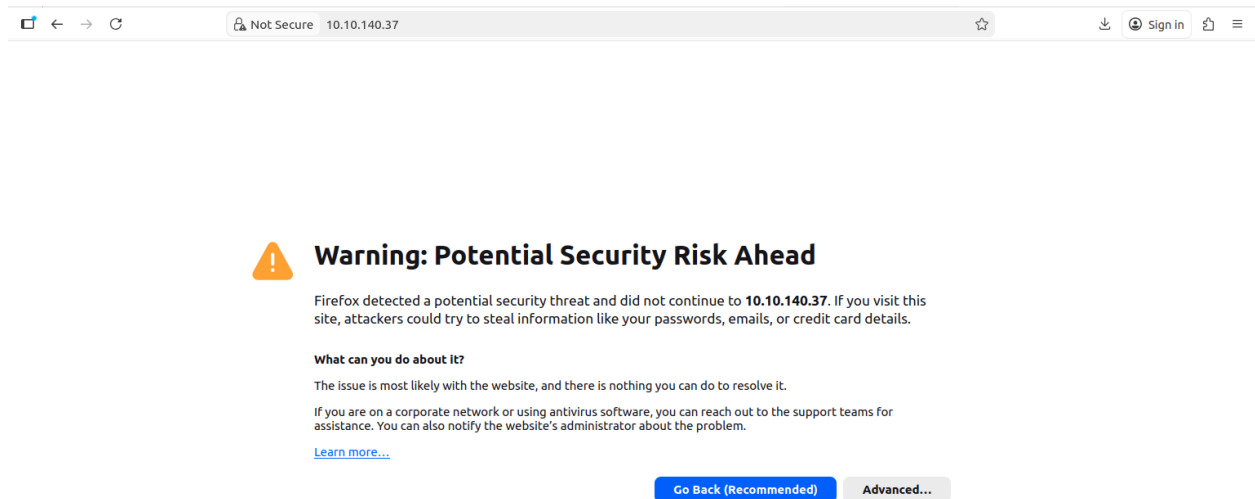 Not Secure 10.10.140.37
Sign in
Warning: Potential Security Risk Ahead
Firefox detected a potential security threat and did not continue to 10.10.140.37. If you visit this
site, attackers could try to steal information like your passwords, emails, or credit card details.
What can you do about it?
The issue is most likely with the website, and there is nothing you can do to resolve it.
If you are on a corporate network or using antivirus software, you can reach out to the support teams for
assistance. You can also notify the website’s administrator about the problem.
Learn more…
Go Back (Recommended) Advanced…